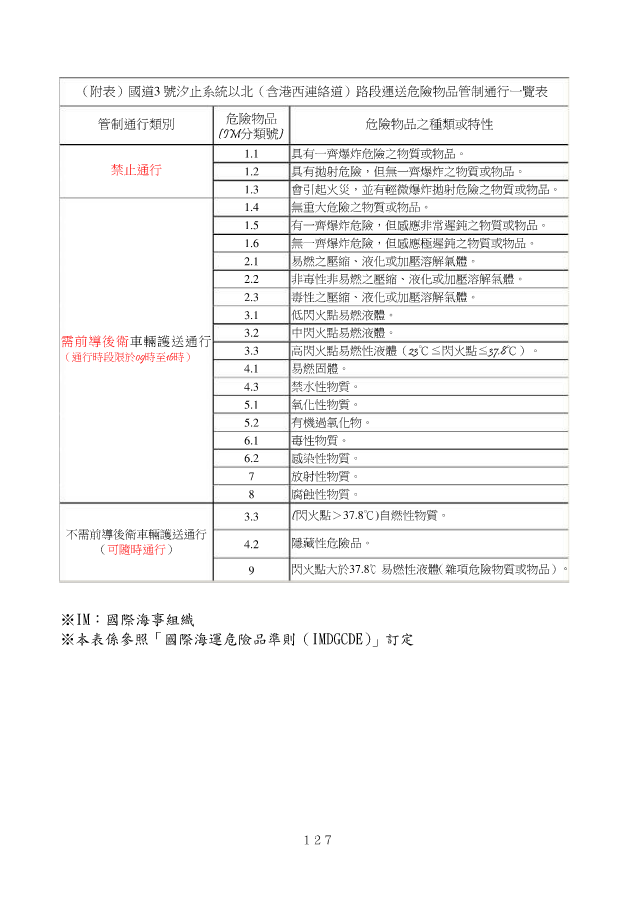 （附表）國道3 號汐止系統以北（含港西連絡道）路段運送危險物品管制通行一覽表
管制通行類別 危險物品(IM分類號) 危險物品之種類或特性
禁止通行
1.1 具有一齊爆炸危險之物質或物品。
1.2 具有拋射危險，但無一齊爆炸之物質或物品。
1.3 會引起火災，並有輕微爆炸拋射危險之物質或物品。
需前導後衛車輛護送通行
（通行時段限於09時至16時）
1.4 無重大危險之物質或物品。
1.5 有一齊爆炸危險，但感應非常遲鈍之物質或物品。
1.6 無一齊爆炸危險，但感應極遲鈍之物質或物品。
2.1 易燃之壓縮、液化或加壓溶解氣體。
2.2 非毒性非易燃之壓縮、液化或加壓溶解氣體。
2.3 毒性之壓縮、液化或加壓溶解氣體。
3.1 低閃火點易燃液體。
3.2 中閃火點易燃液體。
3.3 高閃火點易燃性液體（23℃≦閃火點≦37.8℃）。
4.1 易燃固體。
4.3 禁水性物質。
5.1 氧化性物質。
5.2 有機過氧化物。
6.1 毒性物質。
6.2 感染性物質。
7 放射性物質。
8 腐蝕性物質。
不需前導後衛車輛護送通行
（可隨時通行）
3.3 (閃火點＞37.8℃)自燃性物質。
4.2 隱藏性危險品。
9 閃火點大於37.8℃ 易燃性液體(雜項危險物質或物品）。
※IM：國際海事組織
※本表係參照「國際海運危險品準則（IMDGCDE)」訂定
127